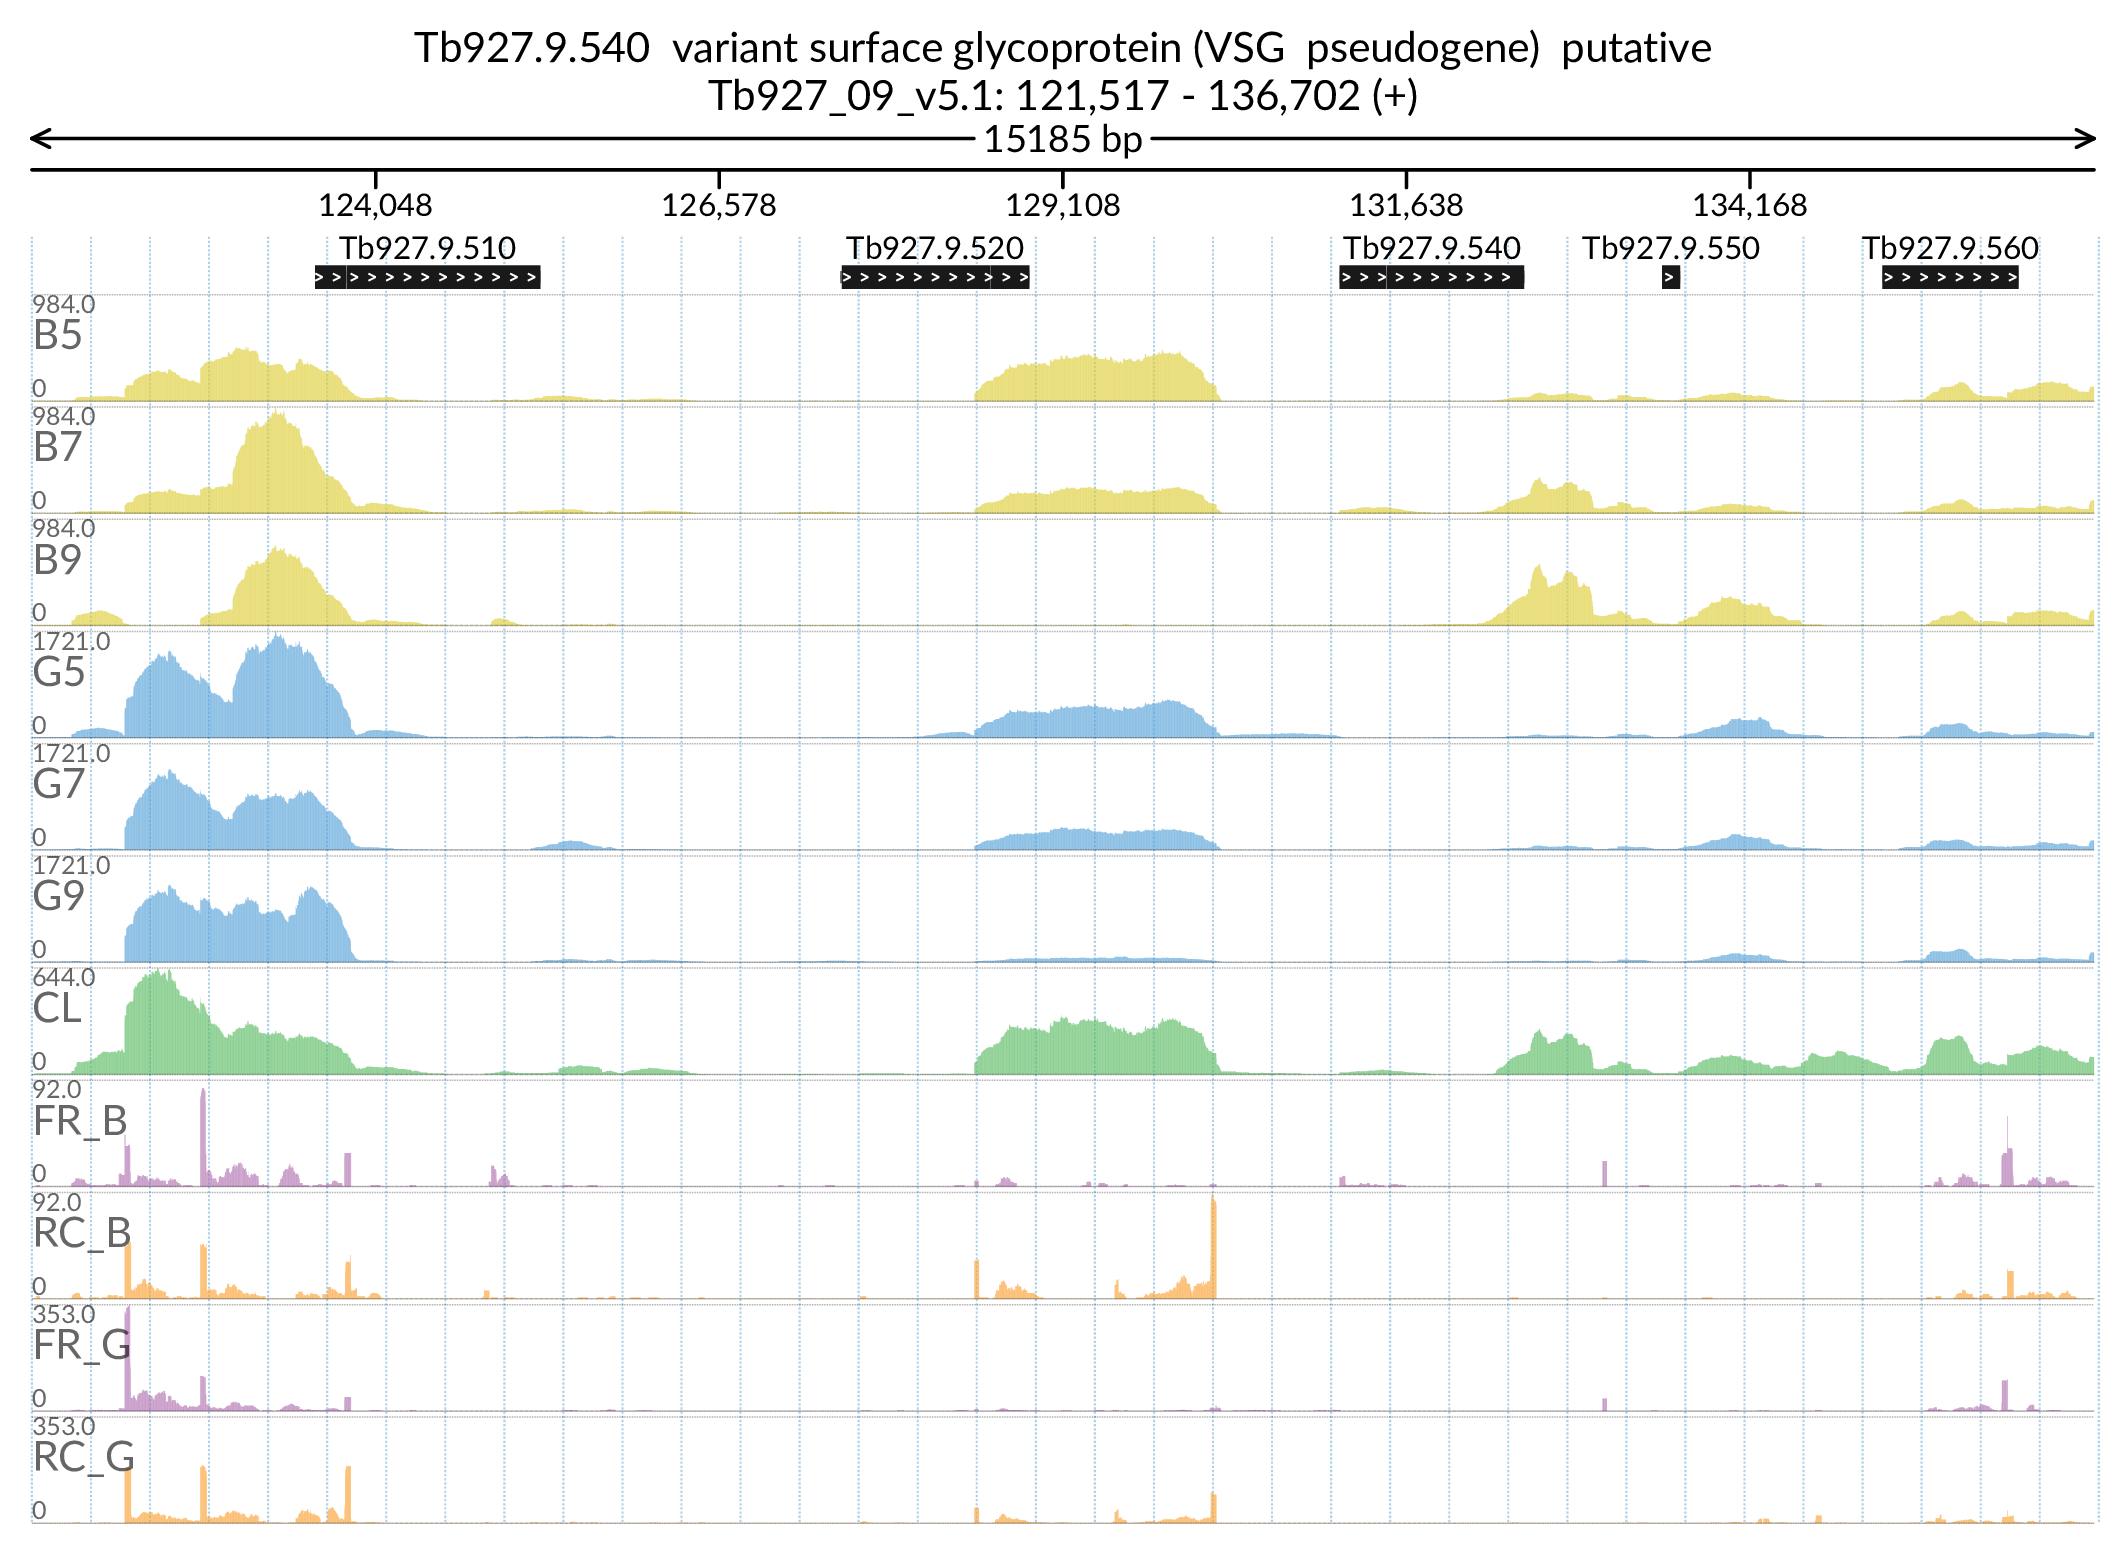 Tb927.9.540  variant surface glycoprotein (VSG  pseudogene)  putative
Tb927_09_v5.1: 121,517 - 136,702 (+)
15185 bp
124,048 126,578 129,108 131,638 134,168
Tb927.9.510 Tb927.9.520 Tb927.9.540 Tb927.9.550 Tb927.9.560
984.0
B5
0
984.0
B7
0
984.0
B9
0
1721.0
G5
0
1721.0
G7
0
1721.0
G9
0
644.0
CL
0
92.0
FR_B
0
92.0
RC_B
0
353.0
FR_G
0
353.0
RC_G
0